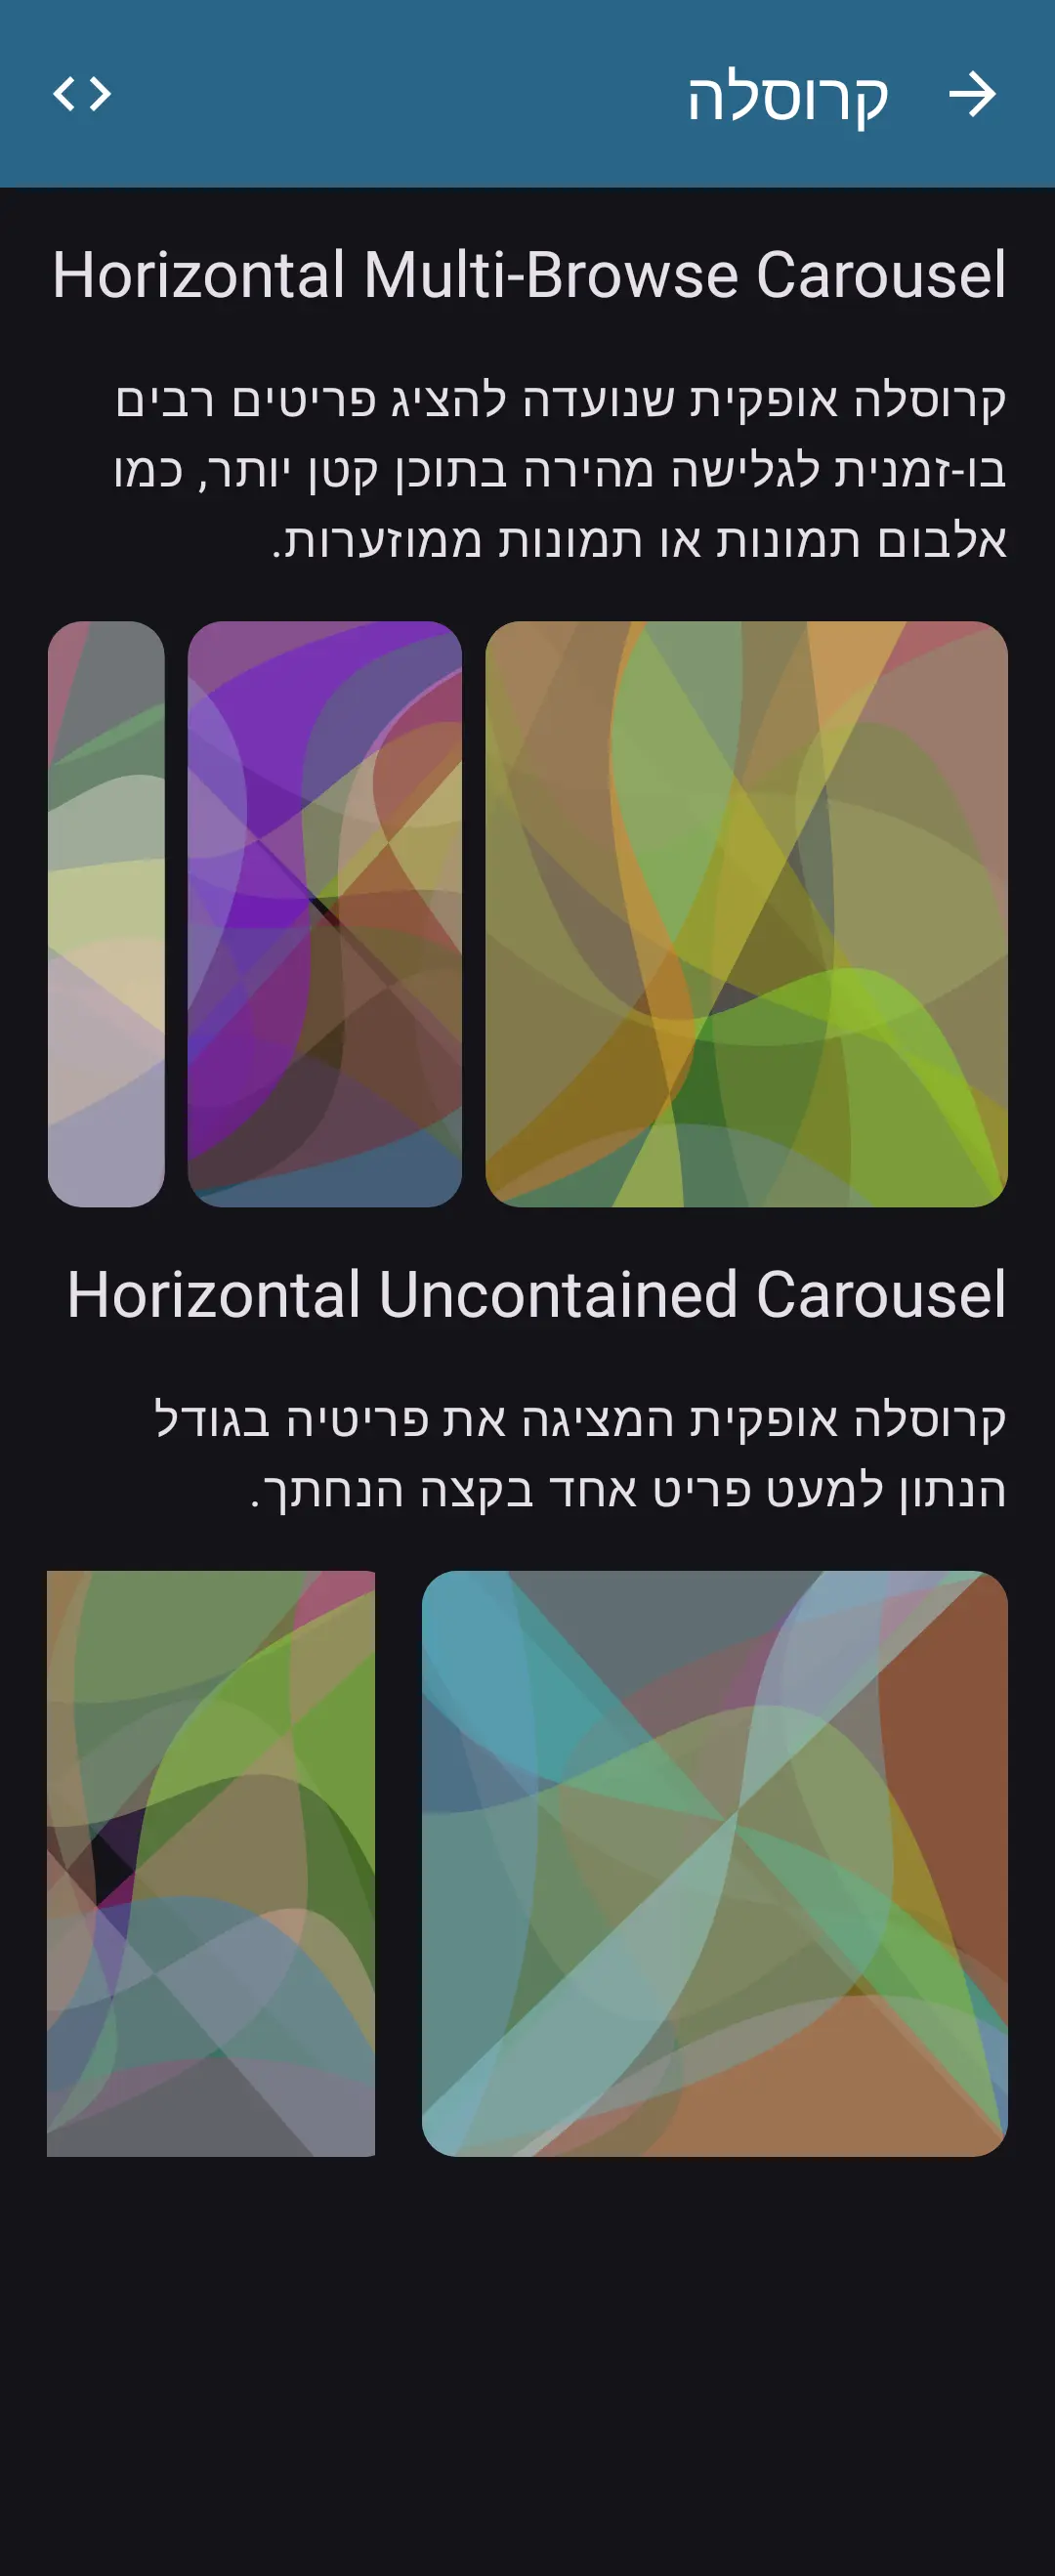 קרוסלה
Horizontal Multi-Browse Carousel
קרוסלה אופקית שנועדה להציג פריטים רבים
בו-זמנית לגלישה מהירה בתוכן קטן יותר, כמו
אלבום תמונות או תמונות ממוזערות.
Horizontal Uncontained Carousel
קרוסלה אופקית המציגה את פריטיה בגודל
הנתון למעט פריט אחד בקצה הנחתך.